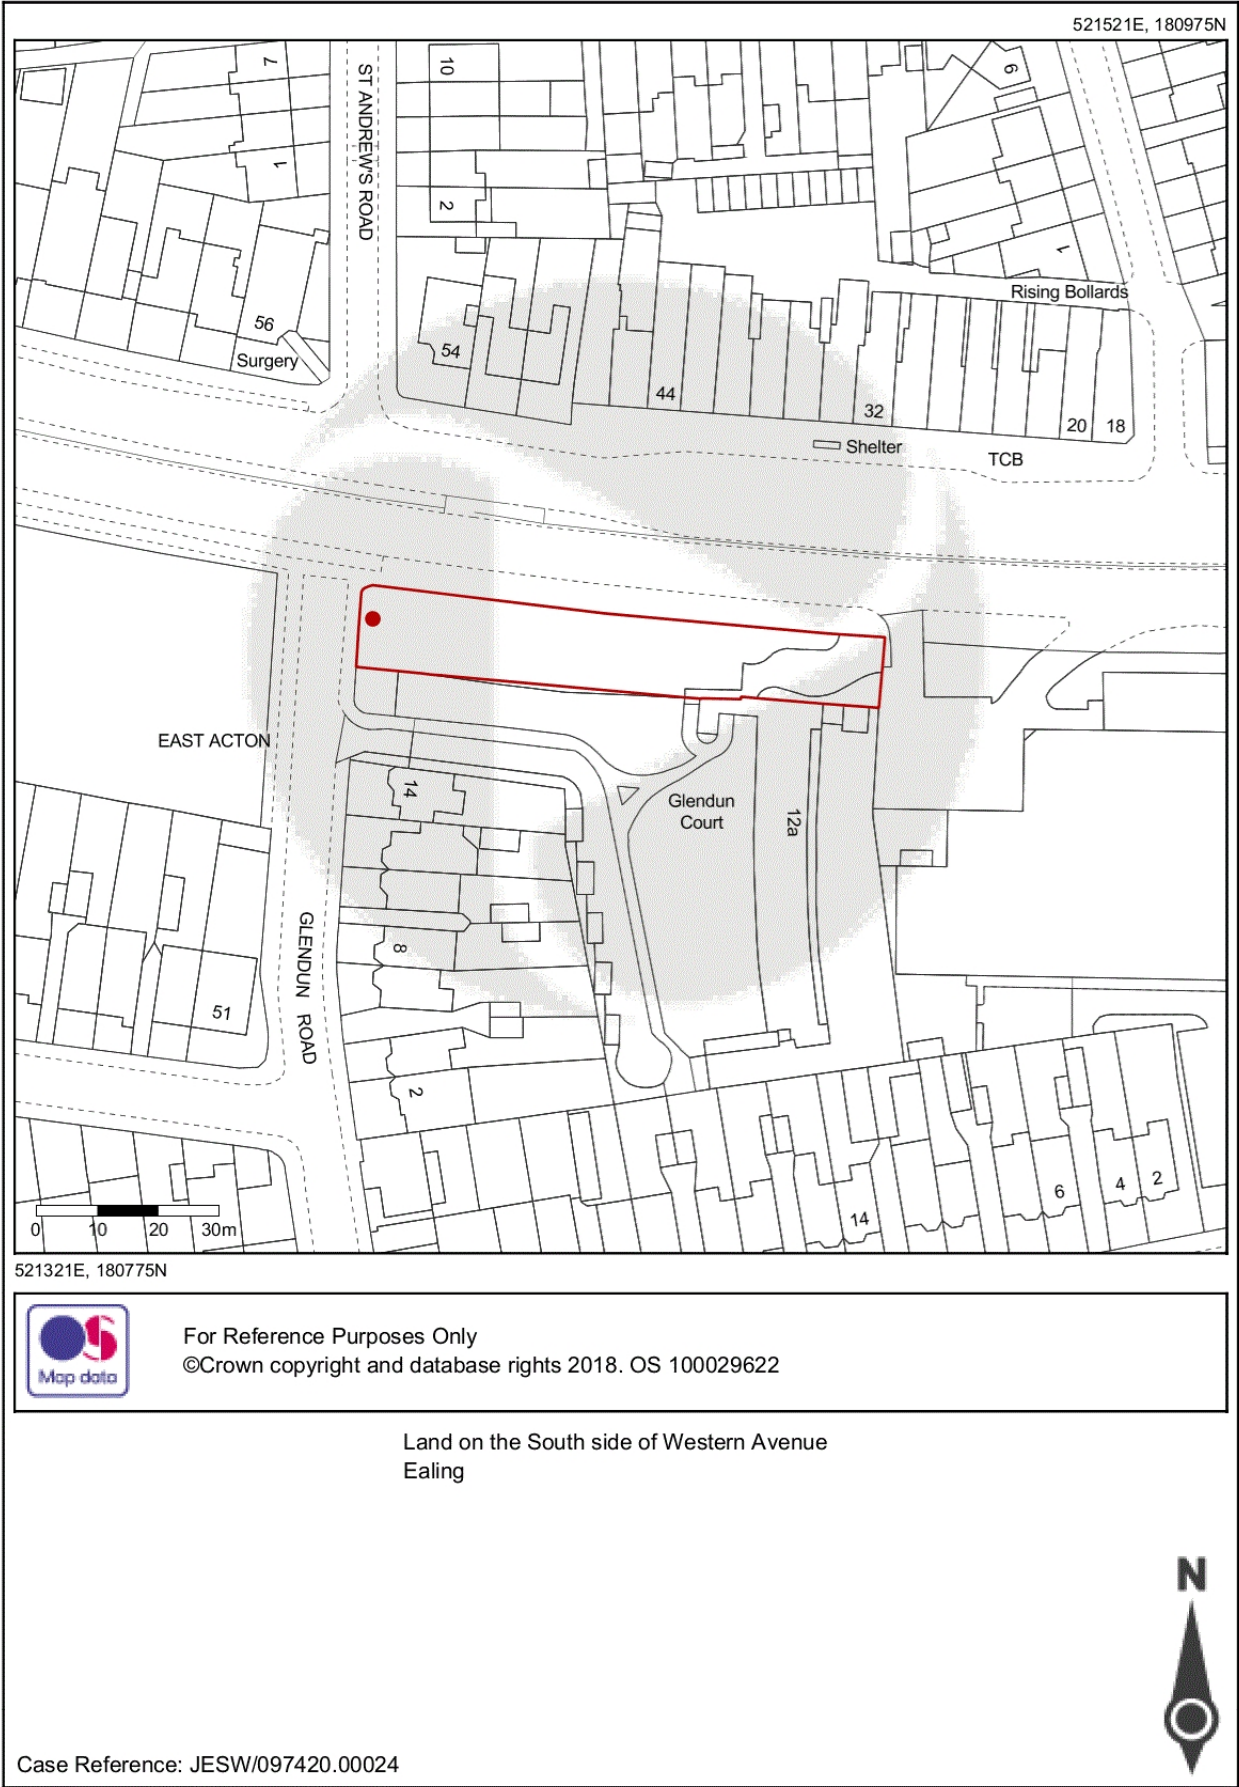 521521E, 180975N
7
10
6
ST ANDREW'S ROAD
1
2
1
Rising Bollards
56
Surgery
54
44
32
20
18
Shelter
TCB
EAST ACTON
14
Glendun
Court
12a
GLENDUN ROAD
8
51
2
6
4
2
14
0
10
20
30m
521321E, 180775N
OS
Map data
For Reference Purposes Only
©Crown copyright and database rights 2018. OS 100029622
Land on the South side of Western Avenue
Ealing
N
Case Reference: JESW/097420.00024